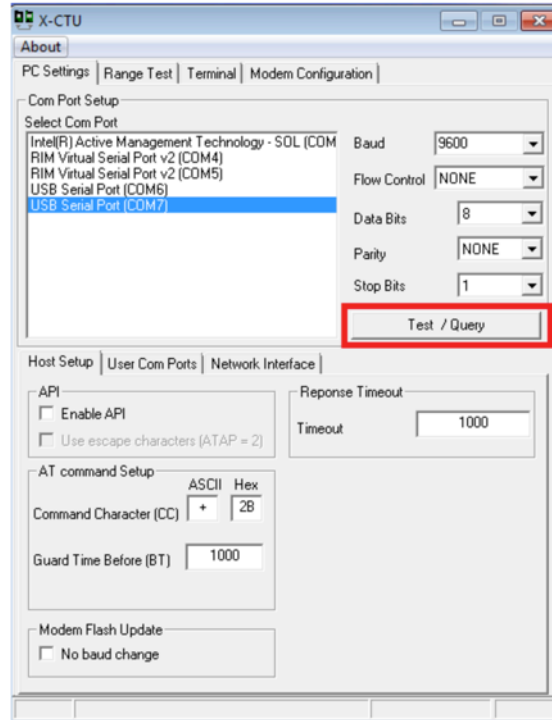 X-CTU
About
PC Settings Range Test Terminal Modem Configuration
Com Port Setup
Select Com Port
Intel(R) Active Management Technology - SOL (COM
RIM Virtual Serial Port v2 (COM4)
RIM Virtual Serial Port v2 (COM5)
USB Serial Port (COM6)
USB Serial Port (COM7)
Baud 9600
Flow Control NONE
Data Bits 8
Parity NONE
Stop Bits 1
Test / Query
Host Setup User Com Ports Network Interface
API
Enable API
Use escape characters (ATAP = 2)
Reponse Timeout
Timeout 1000
AT command Setup
ASCII Hex
Command Character (CC) + 2B
Guard Time Before (BT) 1000
Modem Flash Update
No baud change